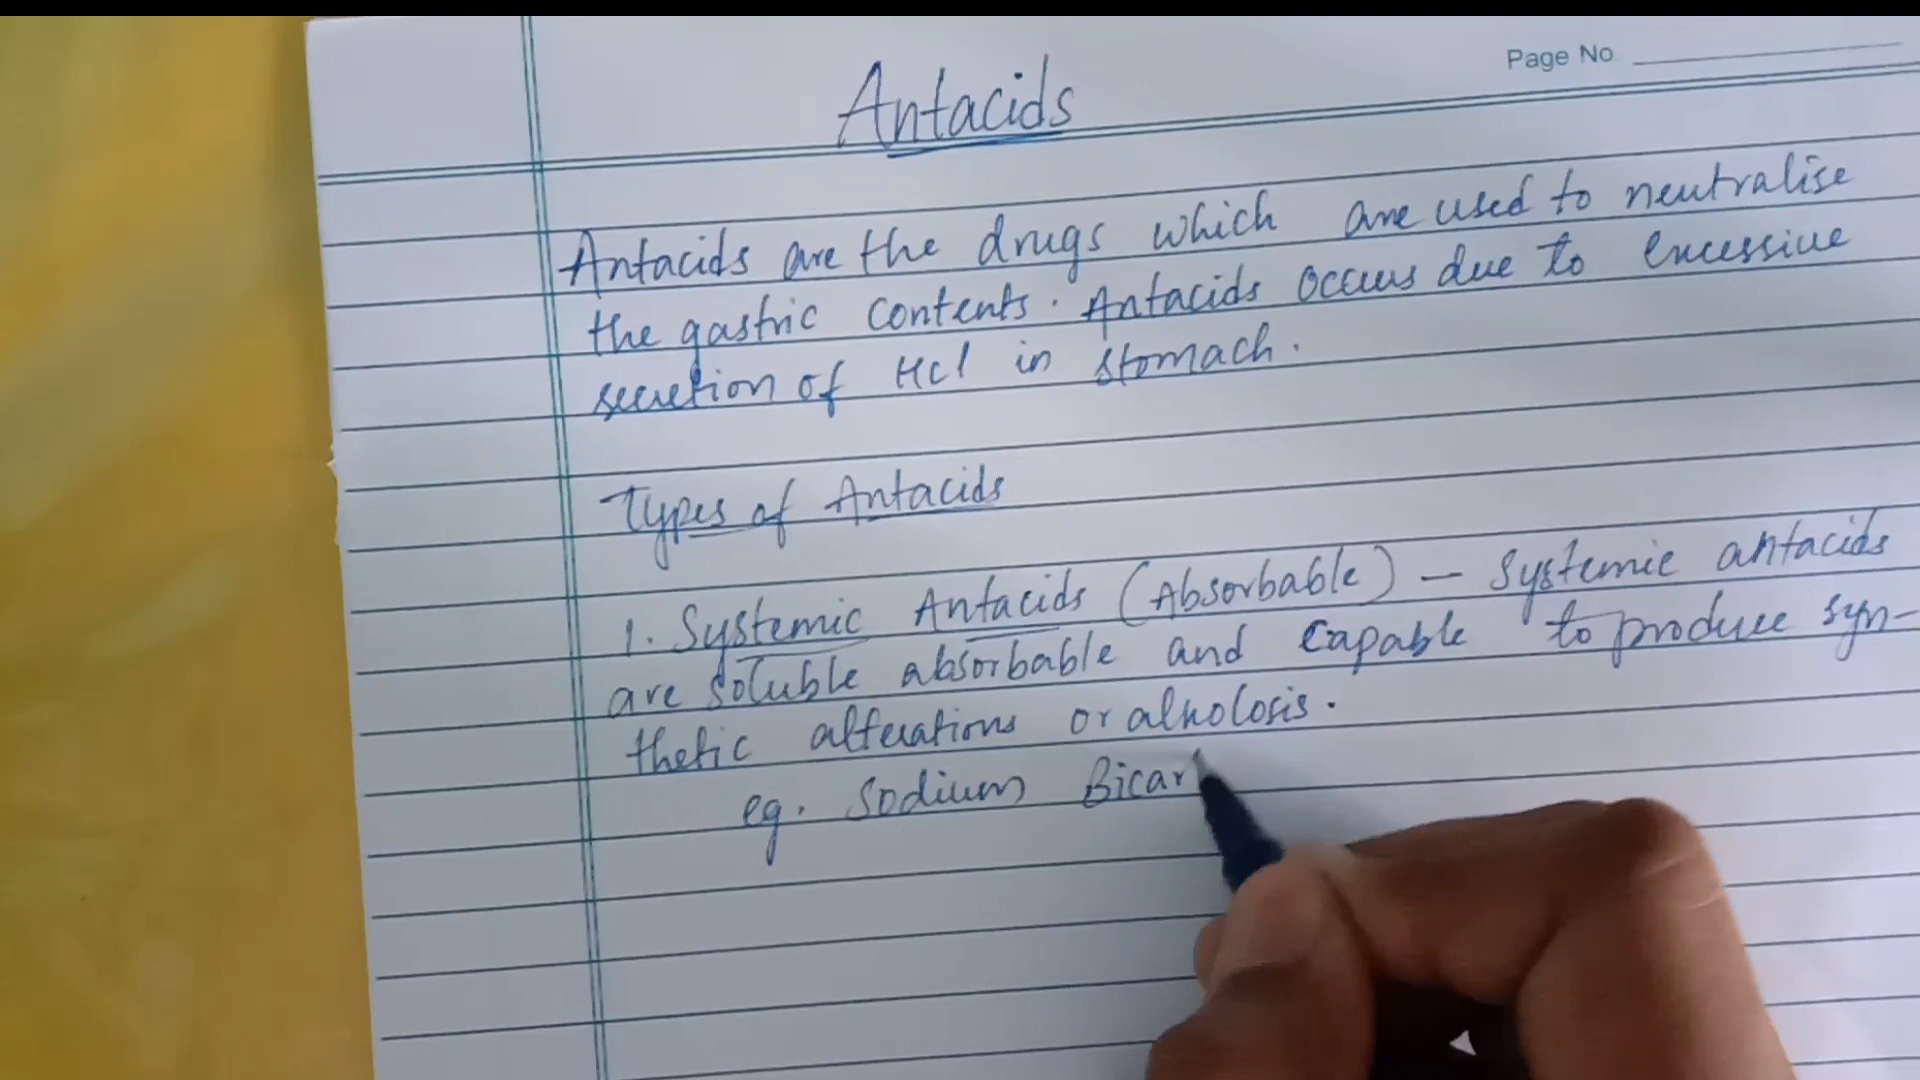 Page No
Antacids
Antacids are the drugs which are used to neutralise
the gastric contents. Antacids occurs due to excessive
secretion of HCl in stomach.
Types of Antacids
1. Systemic Antacids (Absorbable) – Systemic antacids
are soluble absorbable and capable to produce syn-
thetic alterations or alkolosis.
eg. Sodium Bicar